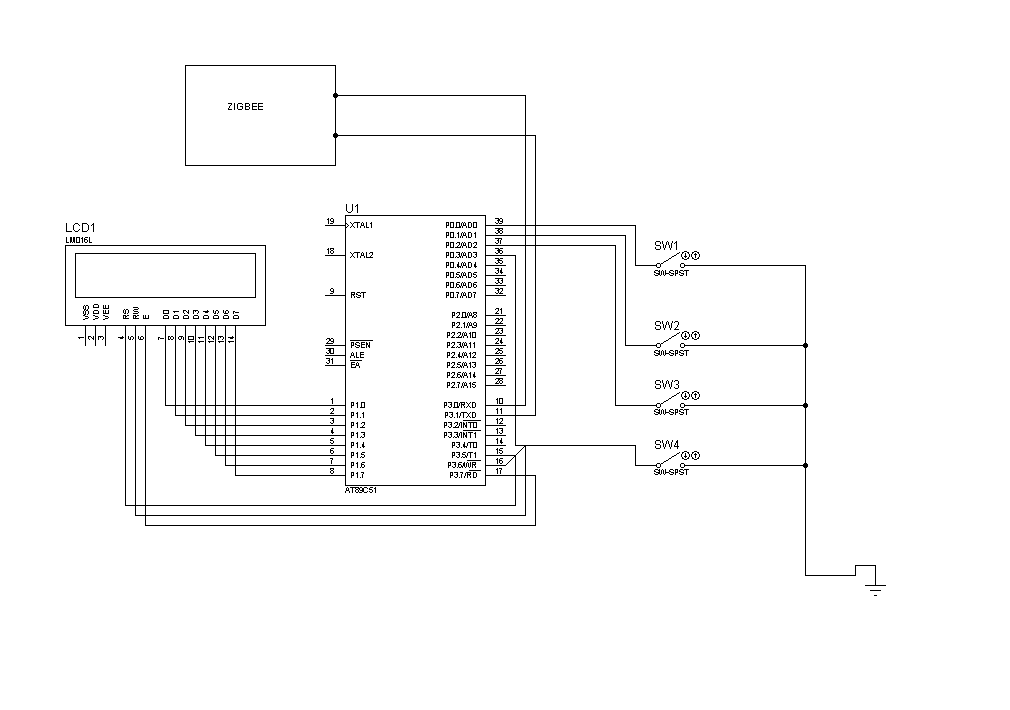 ZIGBEE
U1
19 XTAL1 P0.0/AD0 39
P0.1/AD1 38
P0.2/AD2 37
18 XTAL2 P0.3/AD3 36
P0.4/AD4 35
P0.5/AD5 34
P0.6/AD6 33
9 RST P0.7/AD7 32
P2.0/A8 21
P2.1/A9 22
P2.2/A10 23
29 PSEN P2.3/A11 24
30 ALE P2.4/A12 25
31 EA P2.5/A13 26
P2.6/A14 27
P2.7/A15 28
1 P1.0 P3.0/RXD 10
2 P1.1 P3.1/TXD 11
3 P1.2 P3.2/INT0 12
4 P1.3 P3.3/INT1 13
5 P1.4 P3.4/T0 14
6 P1.5 P3.5/T1 15
7 P1.6 P3.6/WR 16
8 P1.7 P3.7/RD 17
AT89C51
LCD1
LM016L
VSS VDD VEE RS RW E D0 D1 D2 D3 D4 D5 D6 D7
1 2 3 4 5 6 7 8 9 10 11 12 13 14
SW1
SW-SPST
SW2
SW-SPST
SW3
SW-SPST
SW4
SW-SPST